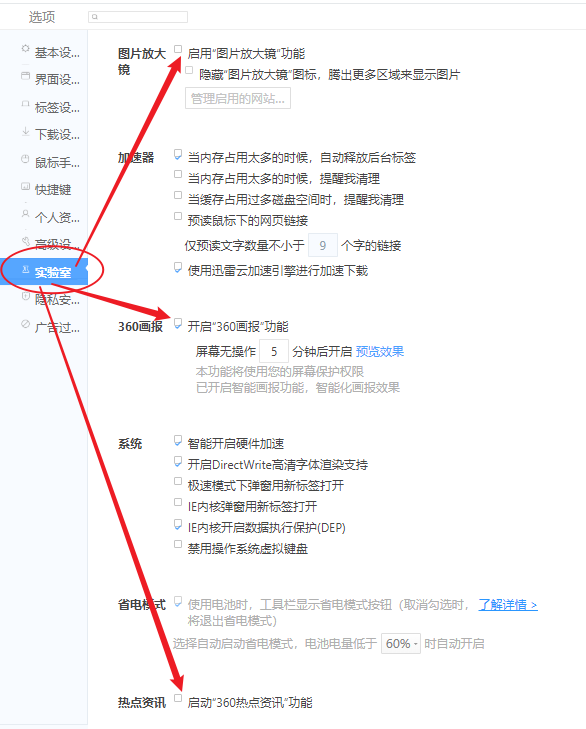 选项
基本设...
界面设...
标签设...
下载设...
鼠标手...
快捷键
个人资...
高级设...
实验室
隐私安...
广告过...
图片放大镜
启用“图片放大镜”功能
隐藏“图片放大镜”图标，腾出更多区域来显示图片
管理启用的网站...
加速器
当内存占用太多的时候，自动释放后台标签
当内存占用太多的时候，提醒我清理
当缓存占用过多磁盘空间时，提醒我清理
预读鼠标下的网页链接
仅预读文字数量不小于 9 个字的链接
使用迅雷云加速引擎进行加速下载
360画报
开启“360画报”功能
屏幕无操作 5 分钟后开启 预览效果
本功能将使用您的屏幕保护权限
已开启智能画报功能，智能化画报效果
系统
智能开启硬件加速
开启DirectWrite高清字体渲染支持
极速模式下弹窗用新标签打开
IE内核弹窗用新标签打开
IE内核开启数据执行保护(DEP)
禁用操作系统虚拟键盘
省电模式
使用电池时，工具栏显示省电模式按钮（取消勾选时， 了解详情 >
将退出省电模式）
选择自动启动省电模式，电池电量低于 60% 时自动开启
热点资讯
启动“360热点资讯”功能